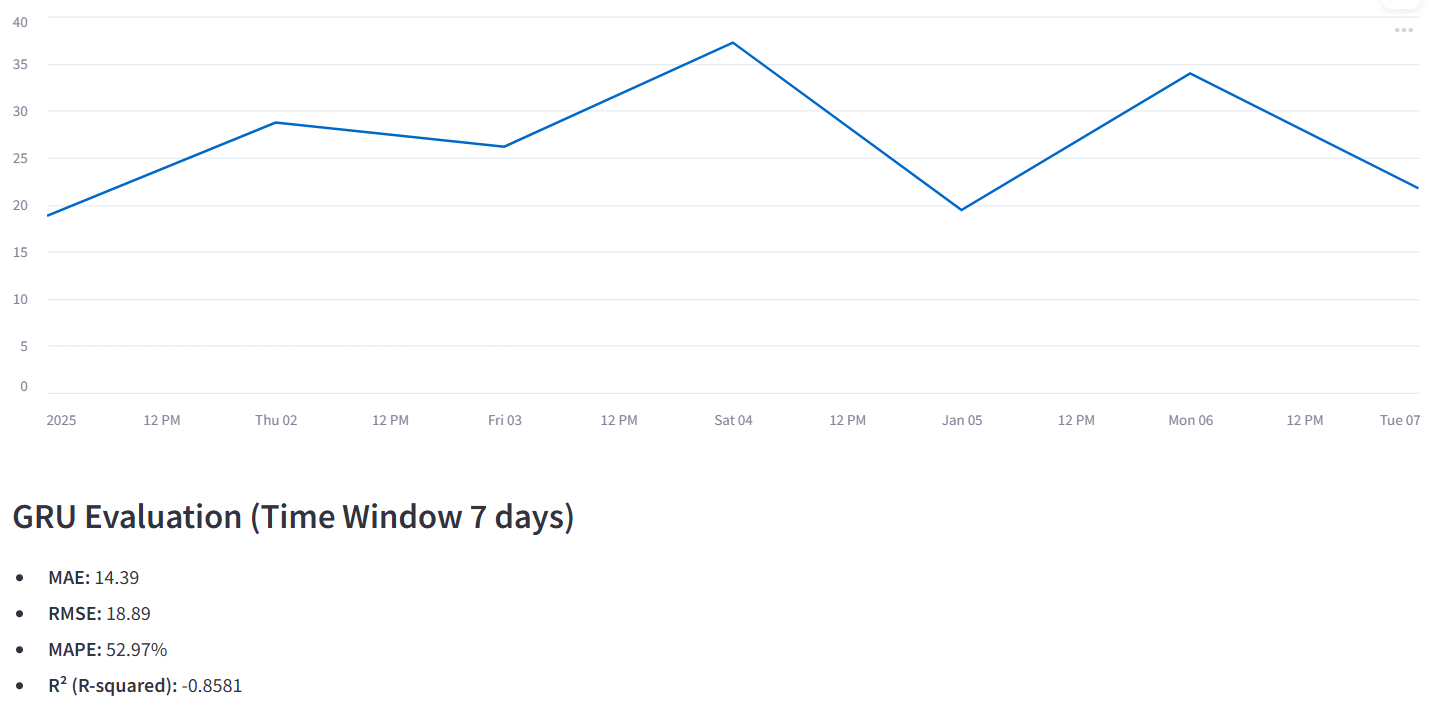 40
35
30
25
20
15
10
5
0
2025 12 PM Thu 02 12 PM Fri 03 12 PM Sat 04 12 PM Jan 05 12 PM Mon 06 12 PM Tue 07
GRU Evaluation (Time Window 7 days)
• MAE: 14.39
• RMSE: 18.89
• MAPE: 52.97%
• R² (R-squared): -0.8581